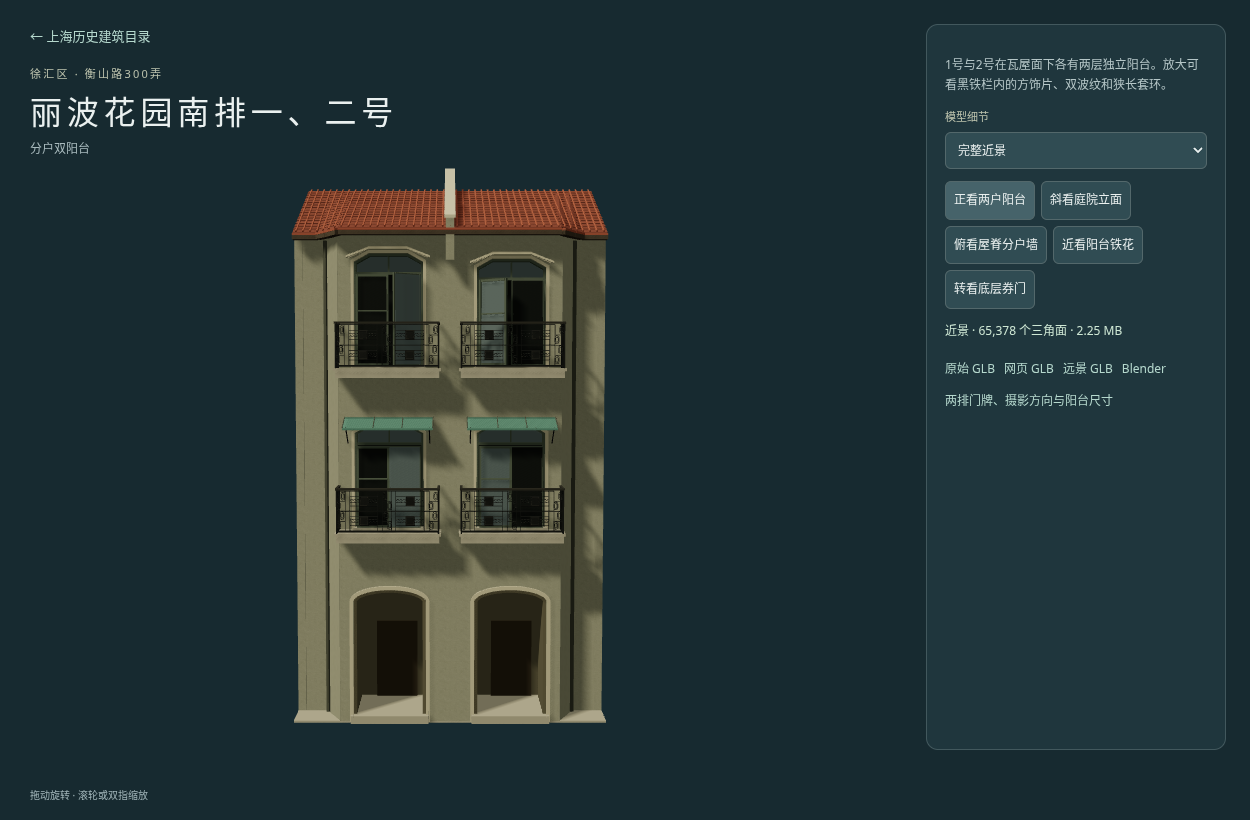 ← 上海历史建筑目录
徐汇区 · 衡山路300弄
丽波花园南排一、二号
分户双阳台
1号与2号在瓦屋面下各有两层独立阳台。放大可
看黑铁栏内的方饰片、双波纹和狭长套环。
模型细节
完整近景
正看两户阳台
斜看庭院立面
俯看屋脊分户墙
近看阳台铁花
转看底层券门
近景 · 65,378 个三角面 · 2.25 MB
原始 GLB 网页 GLB 远景 GLB Blender
两排门牌、摄影方向与阳台尺寸
拖动旋转 · 滚轮或双指缩放